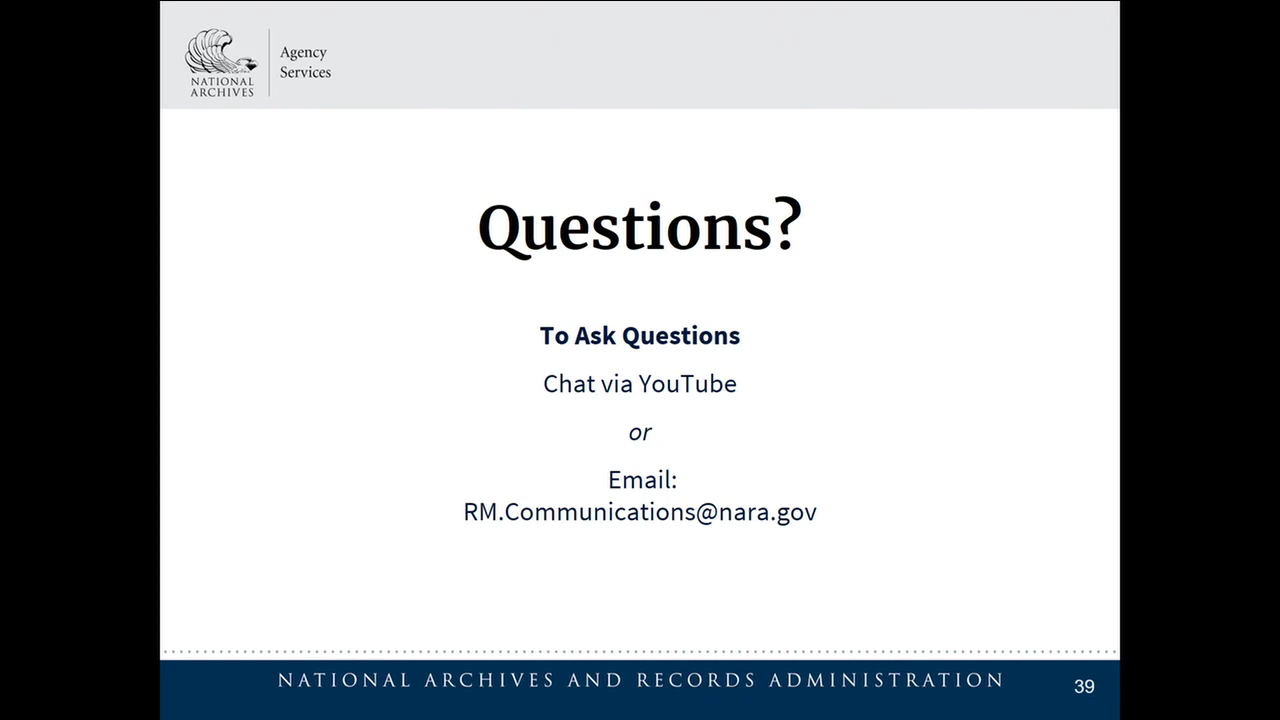 NATIONAL
ARCHIVES
Agency
Services
Questions?
To Ask Questions
Chat via YouTube
or
Email:
RM.Communications@nara.gov
NATIONAL ARCHIVES AND RECORDS ADMINISTRATION
39